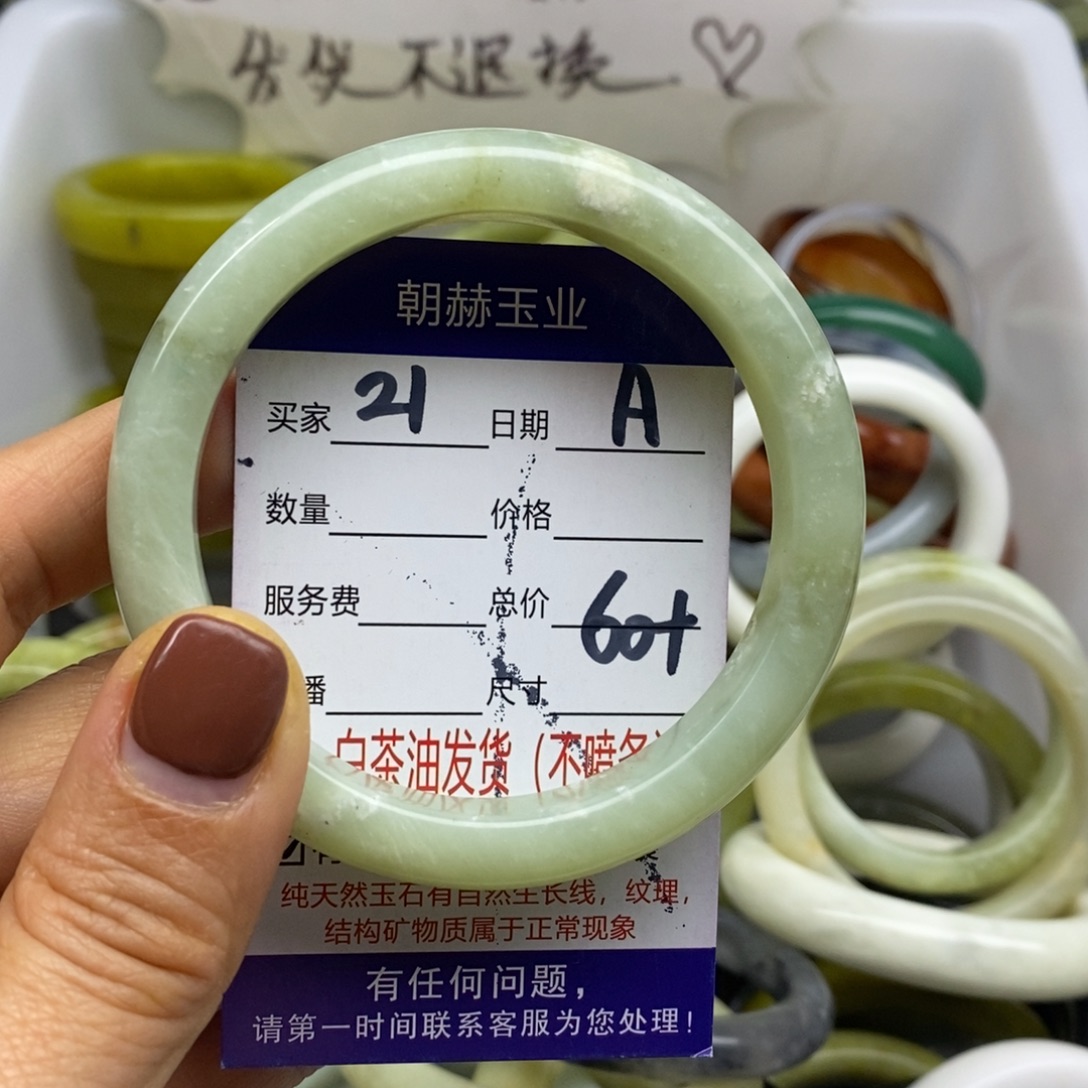 不退换
朝赫玉业
买家 21 日期 A
数量 价格
服务费 总价 60+
播 尺寸
白茶油发货（不喷
纯天然玉石有自然生长线，纹理，
结构矿物质属于正常现象
有任何问题，
请第一时间联系客服为您处理！